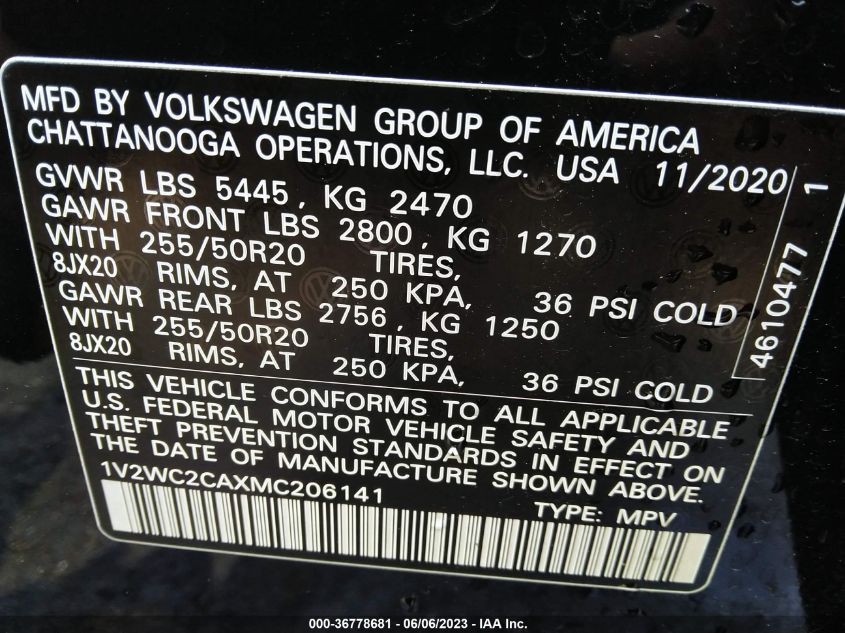 MFD BY VOLKSWAGEN GROUP OF AMERICA
CHATTANOOGA OPERATIONS, LLC. USA 11/2020
GVWR LBS 5445, KG 2470
GAWR FRONT LBS 2800, KG 1270
WITH 255/50R20 TIRES,
8JX20 RIMS, AT 250 KPA, 36 PSI COLD
GAWR REAR LBS 2756, KG 1250
WITH 255/50R20 TIRES,
8JX20 RIMS, AT 250 KPA, 36 PSI COLD
4610477 1
THIS VEHICLE CONFORMS TO ALL APPLICABLE
U.S. FEDERAL MOTOR VEHICLE SAFETY AND
THEFT PREVENTION STANDARDS IN EFFECT ON
THE DATE OF MANUFACTURE SHOWN ABOVE.
1V2WC2CAXMC206141 TYPE: MPV
000-36778681 - 06/06/2023 - IAA Inc.